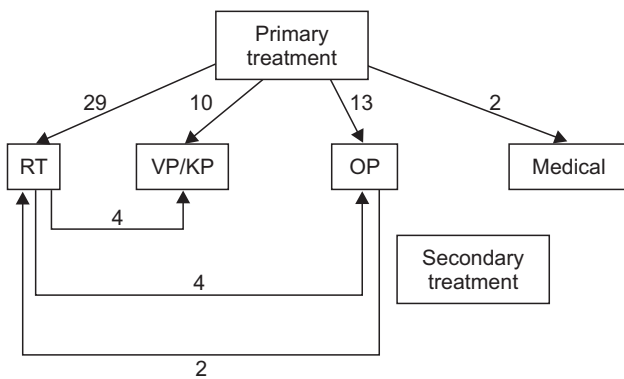 Primary
treatment
29
10
13
2
RT
VP/KP
OP
Medical
4
Secondary
treatment
4
2